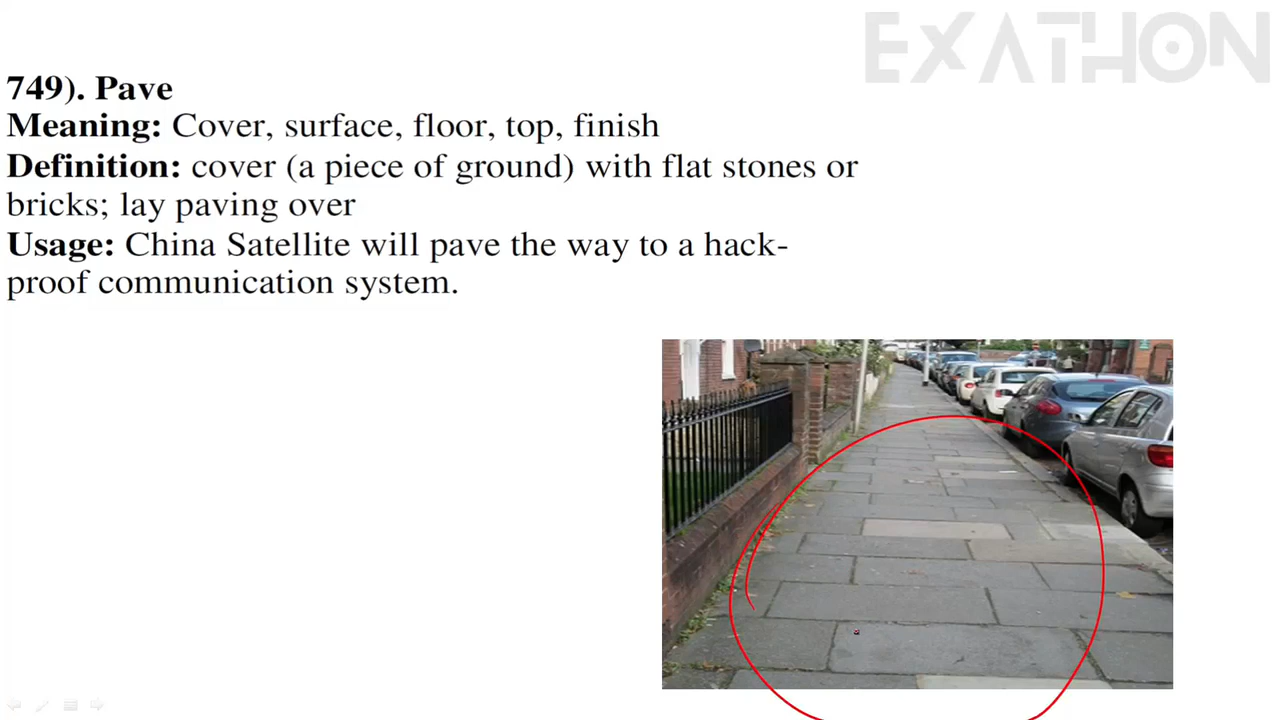 EXATHON
749). Pave
Meaning: Cover, surface, floor, top, finish
Definition: cover (a piece of ground) with flat stones or
bricks; lay paving over
Usage: China Satellite will pave the way to a hack-
proof communication system.